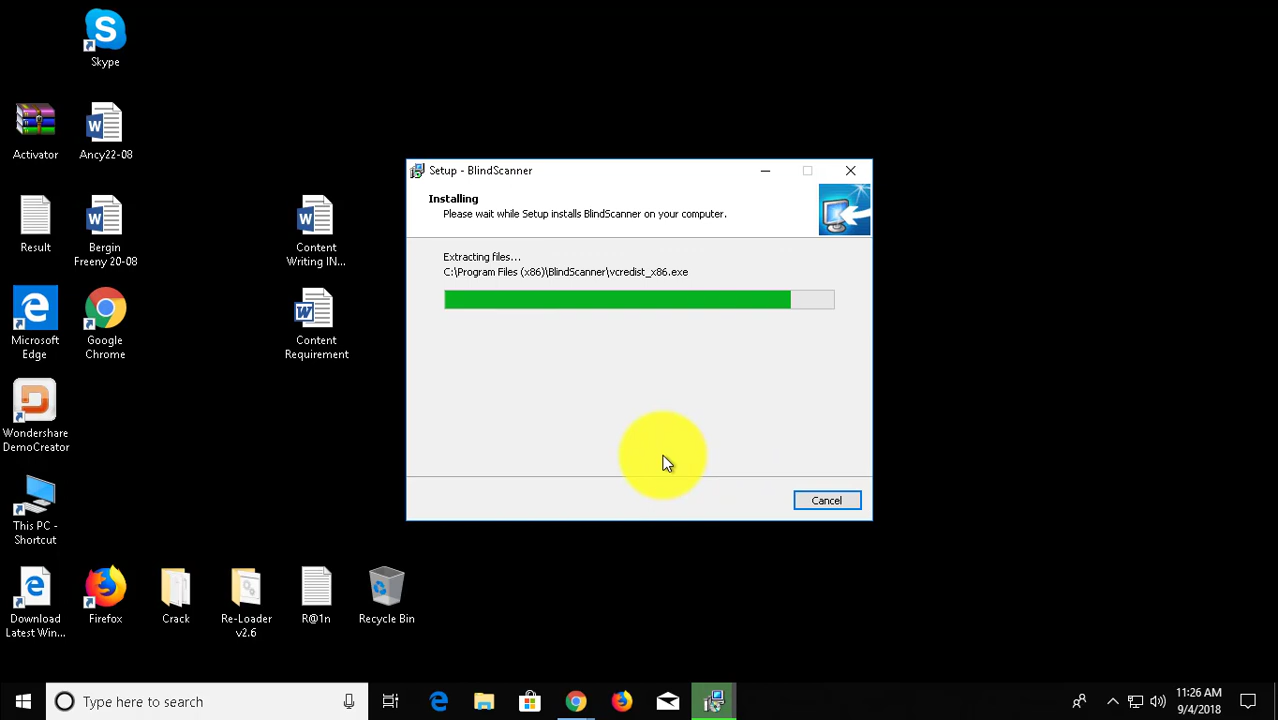 Skype
Activator
Ancy22-08
Result
Bergin
Freeny 20-08
Content
Writing IN...
Microsoft
Edge
Google
Chrome
Content
Requirement
Wondershare
DemoCreator
This PC -
Shortcut
Download
Latest Win...
Firefox
Crack
Re-Loader
v2.6
R@1n
Recycle Bin
Setup - BlindScanner
Installing
Please wait while Setup installs BlindScanner on your computer.
Extracting files...
C:\Program Files (x86)\BlindScanner\vcredist_x86.exe
Cancel
Type here to search
11:26 AM
9/4/2018